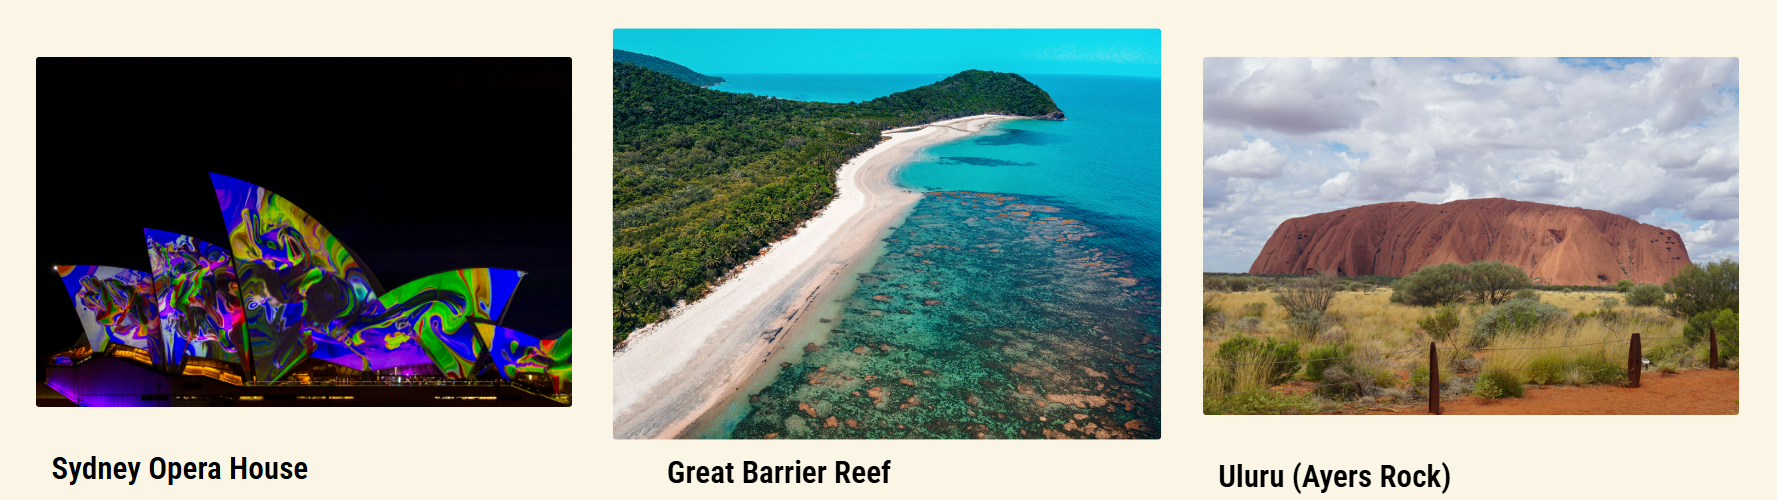 Sydney Opera House
Great Barrier Reef
Uluru (Ayers Rock)